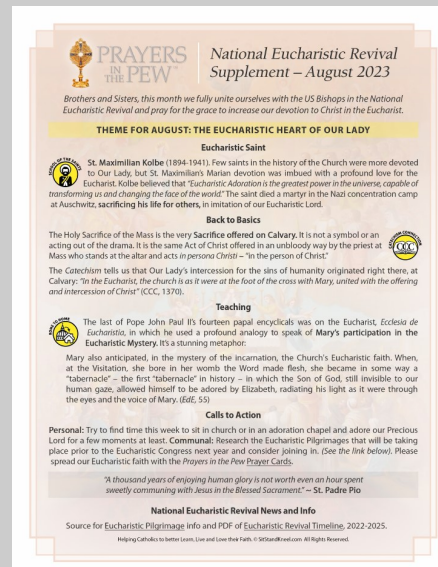 PRAYERS
IN THE PEW
National Eucharistic Revival
Supplement – August 2023
Brothers and Sisters, this month we fully unite ourselves with the US Bishops in the National
Eucharistic Revival and pray for the grace to increase our devotion to Christ in the Eucharist.
THEME FOR AUGUST: THE EUCHARISTIC HEART OF OUR LADY
Eucharistic Saint
St. Maximilian Kolbe (1894-1941). Few saints in the history of the Church were more devoted
to Our Lady, but St. Maximilian's Marian devotion was imbued with a profound love for the
Eucharist. Kolbe believed that "Eucharistic Adoration is the greatest power in the universe, capable of
transforming us and changing the face of the world." The saint died a martyr in the Nazi concentration camp
at Auschwitz, sacrificing his life for others, in imitation of our Eucharistic Lord.
Back to Basics
The Holy Sacrifice of the Mass is the very Sacrifice offered on Calvary. It is not a symbol or an
acting out of the drama. It is the same Act of Christ offered in an unbloody way by the priest at
Mass who stands at the altar and acts in persona Christi – "in the person of Christ."
CCC
The Catechism tells us that Our Lady's intercession for the sins of humanity originated right there, at
Calvary: "In the Eucharist, the church is as it were at the foot of the cross with Mary, united with the offering
and intercession of Christ" (CCC, 1370).
Teaching
The last of Pope John Paul II's fourteen papal encyclicals was on the Eucharist, Ecclesia de
Eucharistia, in which he used a profound analogy to speak of Mary's participation in the
Eucharistic Mystery. It's a stunning metaphor:
Mary also anticipated, in the mystery of the incarnation, the Church's Eucharistic faith. When,
at the Visitation, she bore in her womb the Word made flesh, she became in some way a
"tabernacle" – the first "tabernacle" in history – in which the Son of God, still invisible to our
human gaze, allowed himself to be adored by Elizabeth, radiating his light as it were through
the eyes and the voice of Mary. (EdE, 55)
Calls to Action
Personal: Try to find time this week to sit in church or in an adoration chapel and adore our Precious
Lord for a few moments at least. Communal: Research the Eucharistic Pilgrimages that will be taking
place prior to the Eucharistic Congress next year and consider joining in. (See the link below). Please
spread our Eucharistic faith with the Prayers in the Pew Prayer Cards.
"A thousand years of enjoying human glory is not worth even an hour spent
sweetly communing with Jesus in the Blessed Sacrament." ~ St. Padre Pio
National Eucharistic Revival News and Info
Source for Eucharistic Pilgrimage info and PDF of Eucharistic Revival Timeline, 2022-2025.
Helping Catholics to better Learn, Live and Love their Faith. © SitStandKneel.com All Rights Reserved.